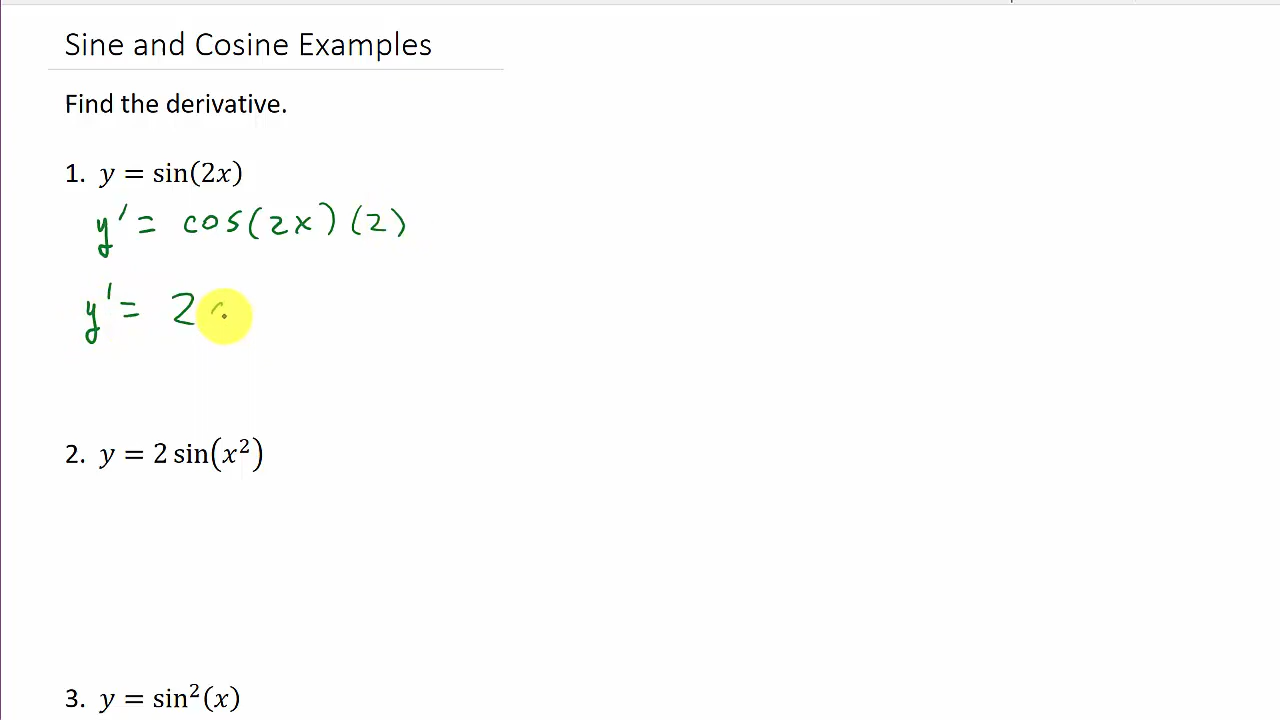 Sine and Cosine Examples
Find the derivative.
1. y = sin(2x)
y' = cos(2x)(2)
y' = 2
2. y = 2 sin(x²)
3. y = sin²(x)